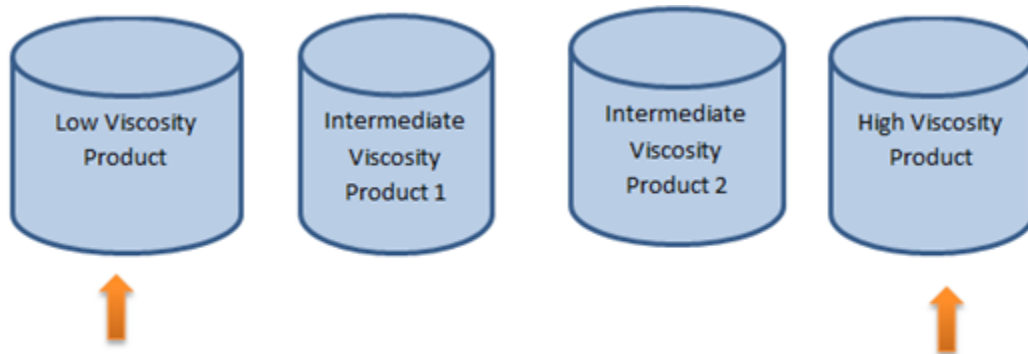 Low Viscosity
Product
Intermediate
Viscosity
Product 1
Intermediate
Viscosity
Product 2
High Viscosity
Product